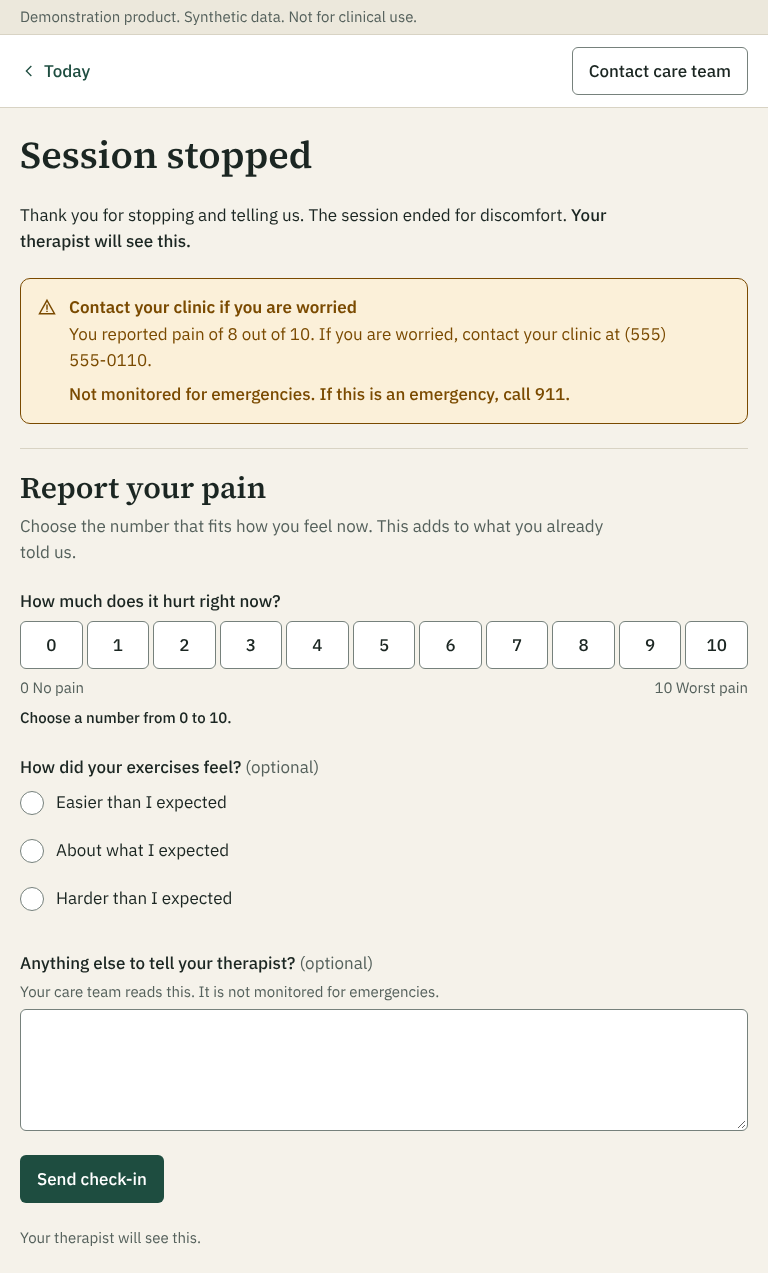 Demonstration product. Synthetic data. Not for clinical use.
Today
Contact care team
Session stopped
Thank you for stopping and telling us. The session ended for discomfort. Your
therapist will see this.
Contact your clinic if you are worried
You reported pain of 8 out of 10. If you are worried, contact your clinic at (555)
555-0110.
Not monitored for emergencies. If this is an emergency, call 911.
Report your pain
Choose the number that fits how you feel now. This adds to what you already
told us.
How much does it hurt right now?
0 1 2 3 4 5 6 7 8 9 10
0 No pain 10 Worst pain
Choose a number from 0 to 10.
How did your exercises feel? (optional)
Easier than I expected
About what I expected
Harder than I expected
Anything else to tell your therapist? (optional)
Your care team reads this. It is not monitored for emergencies.
Send check-in
Your therapist will see this.